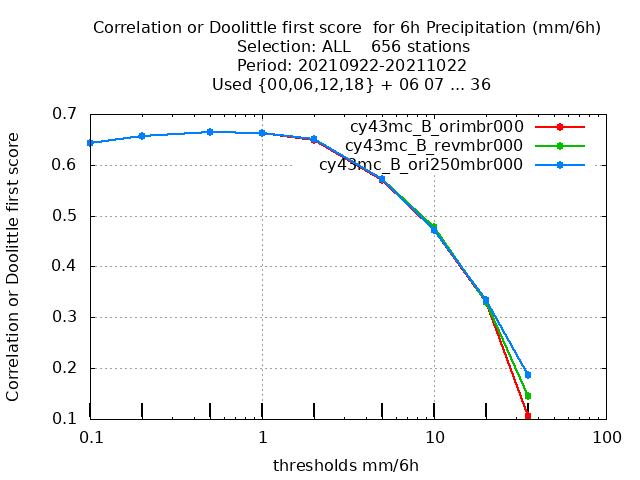 Correlation or Doolittle first score  for 6h Precipitation (mm/6h)
Selection: ALL    656 stations
Period: 20210922-20211022
Used {00,06,12,18} + 06 07 ... 36
Correlation or Doolittle first score
0.7
0.6
0.5
0.4
0.3
0.2
0.1
cy43mc_B_orimbr000
cy43mc_B_revmbr000
cy43mc_B_ori250mbr000
0.1
1
10
100
thresholds mm/6h